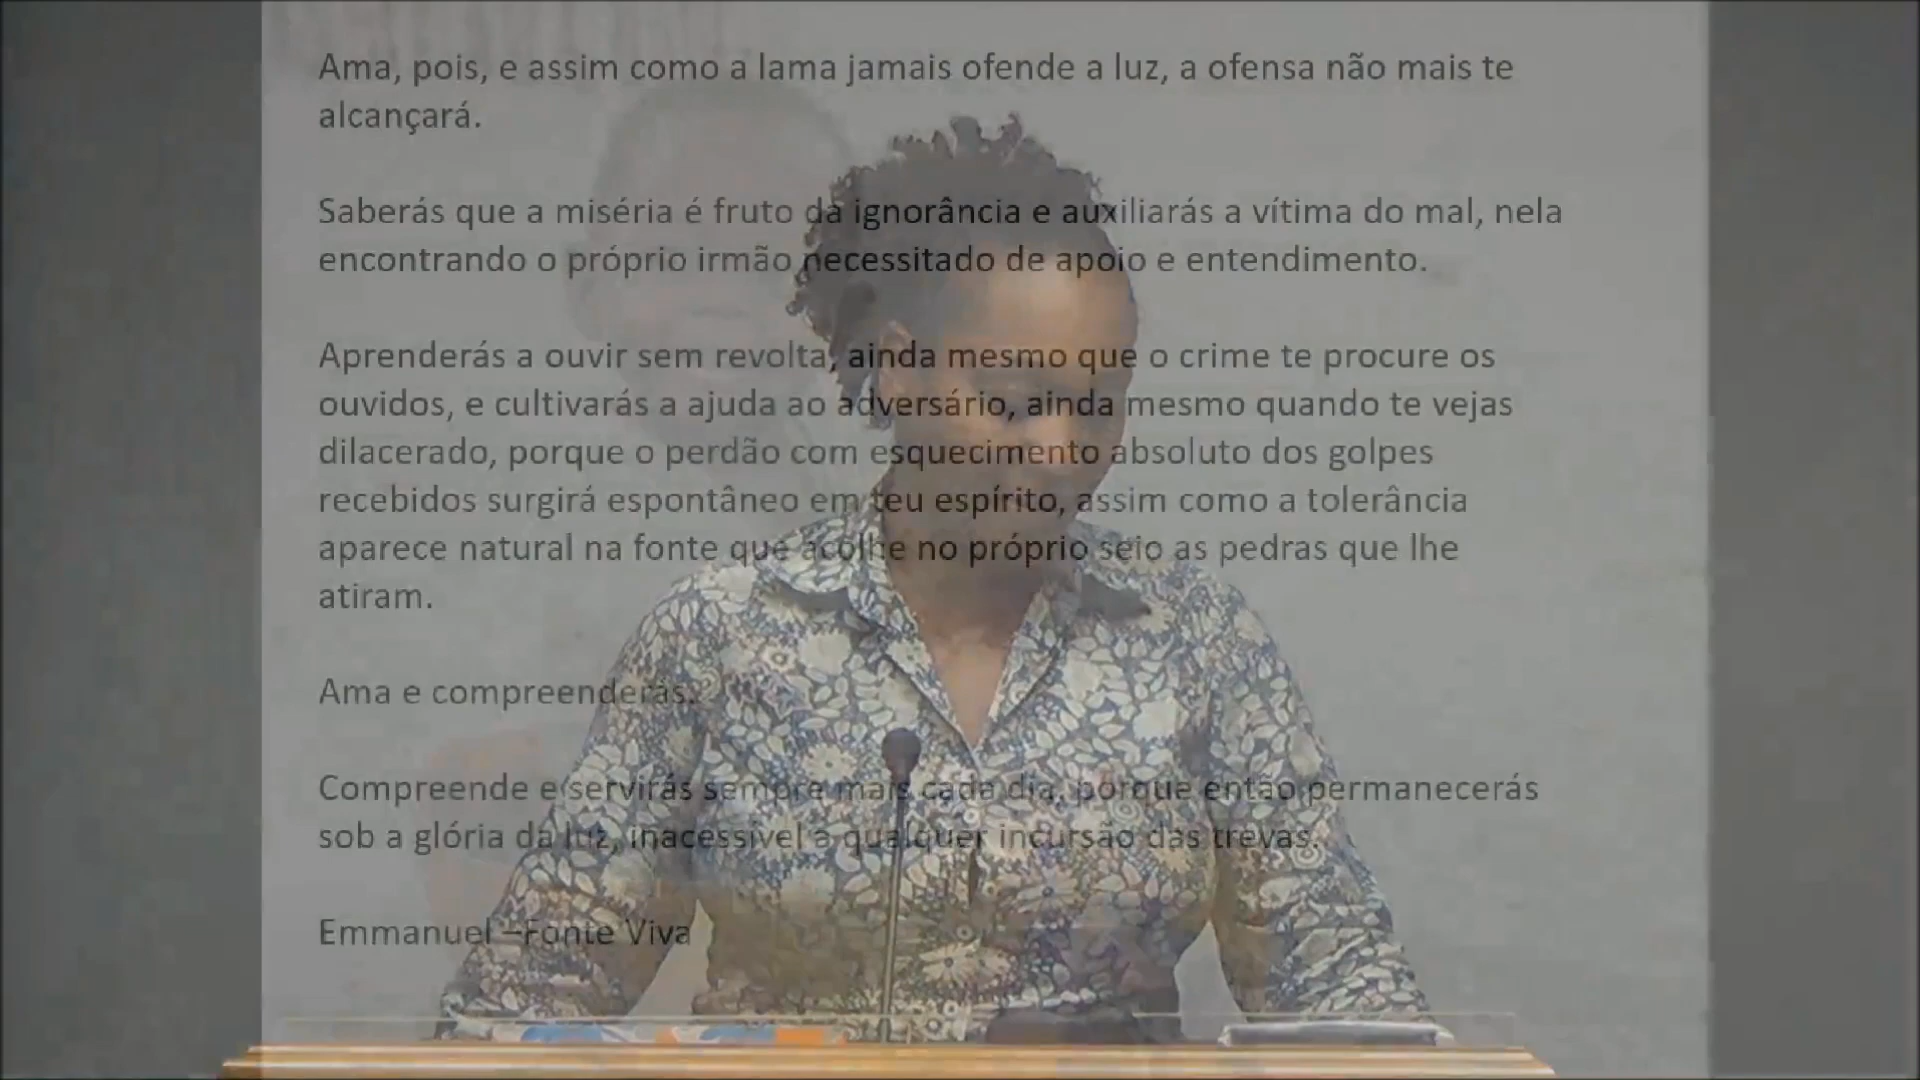 Ama, pois, e assim como a lama jamais ofende a luz, a ofensa não mais te
alcançará.
Saberás que a miséria é fruto da ignorância e auxiliarás a vítima do mal, nela
encontrando o próprio irmão necessitado de apoio e entendimento.
Aprenderás a ouvir sem revolta, ainda mesmo que o crime te procure os
ouvidos, e cultivarás a ajuda ao adversário, ainda mesmo quando te vejas
dilacerado, porque o perdão com esquecimento absoluto dos golpes
recebidos surgirá espontâneo em teu espírito, assim como a tolerância
aparece natural na fonte que acolhe no próprio seio as pedras que lhe
atiram.
Ama e compreenderás.
Compreende e servirás sempre mais cada dia, porque então permanecerás
sob a glória da luz, inacessível a qualquer incursão das trevas.
Emmanuel –Fonte Viva